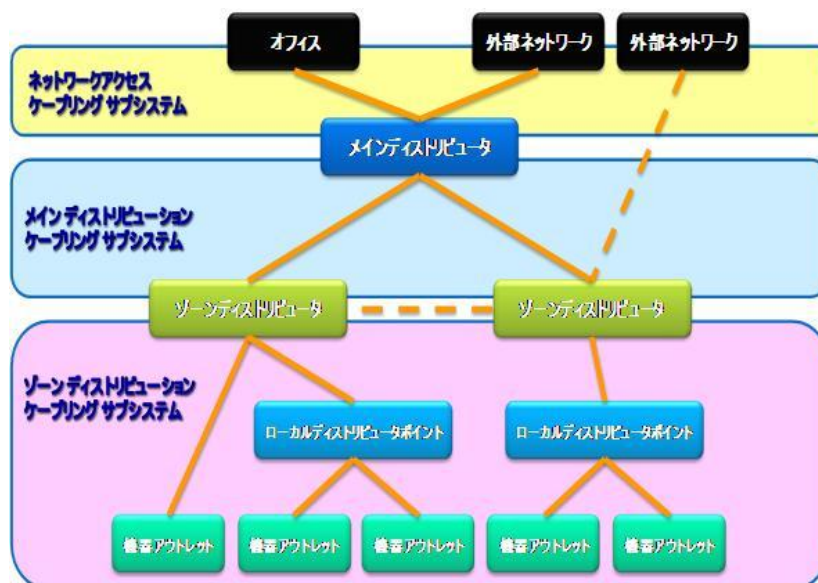 オフィス
外部ネットワーク
外部ネットワーク
ネットワークアクセス
ケーブリング サブシステム
メインディストリビュータ
メイン ディストリビューション
ケーブリング サブシステム
ゾーンディストリビュータ
ゾーンディストリビュータ
ゾーン ディストリビューション
ケーブリング サブシステム
ローカルディストリビュータポイント
ローカルディストリビュータポイント
機器アウトレット
機器アウトレット
機器アウトレット
機器アウトレット
機器アウトレット